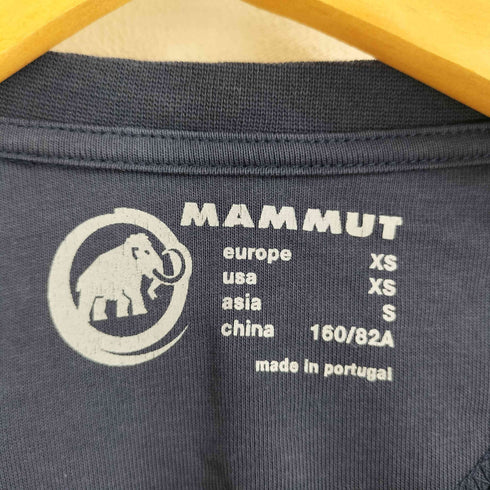 MAMMUT
europe XS
usa XS
asia S
china 160/82A
made in portugal